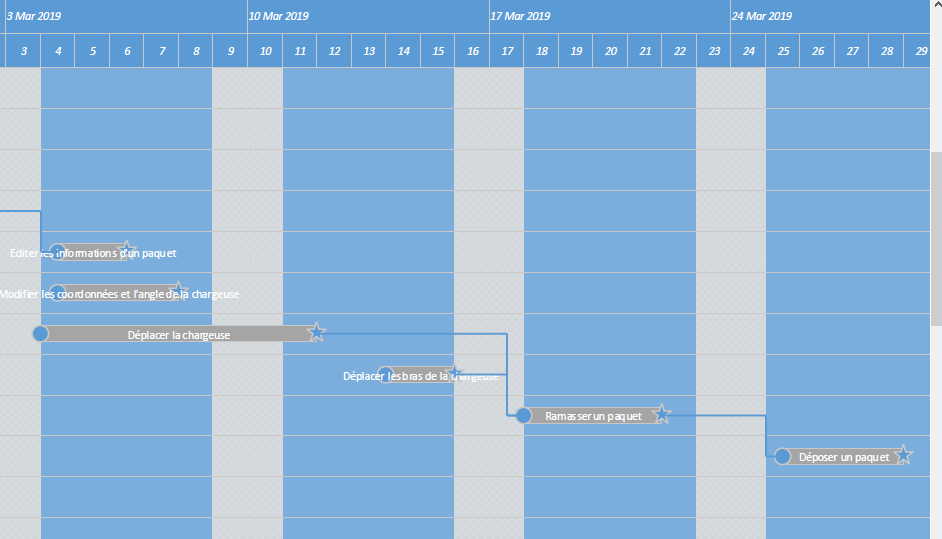 3 Mar 2019 10 Mar 2019 17 Mar 2019 24 Mar 2019
3 4 5 6 7 8 9 10 11 12 13 14 15 16 17 18 19 20 21 22 23 24 25 26 27 28 29
Editer les informations d'un paquet
Modifier les coordonnées et l'angle de la chargeuse
Déplacer la chargeuse
Déplacer les bras de la chargeuse
Ramasser un paquet
Déposer un paquet